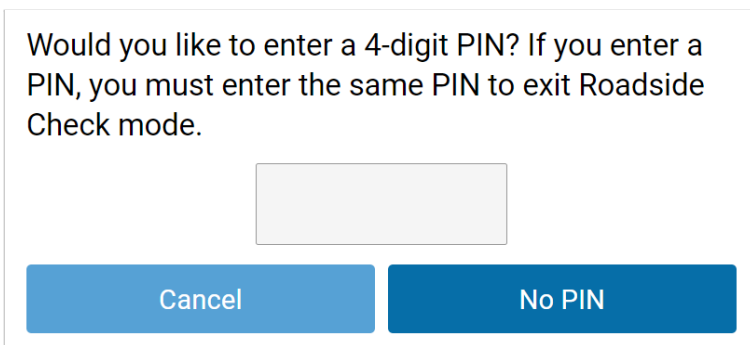 Would you like to enter a 4-digit PIN? If you enter a
PIN, you must enter the same PIN to exit Roadside
Check mode.
Cancel
No PIN